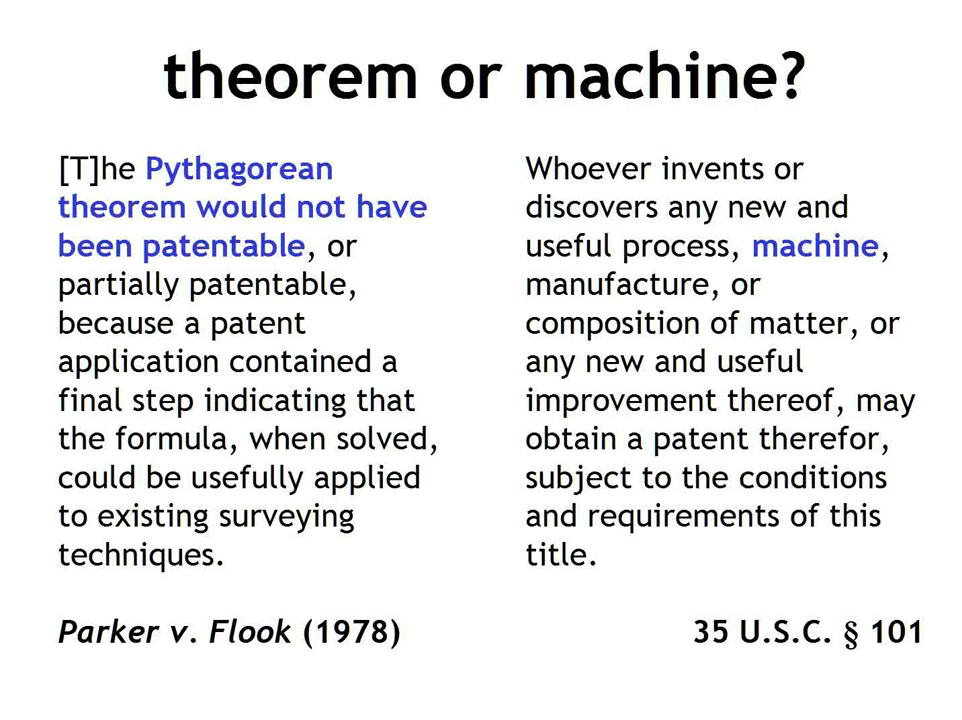 theorem or machine?
[T]he Pythagorean
theorem would not have
been patentable, or
partially patentable,
because a patent
application contained a
final step indicating that
the formula, when solved,
could be usefully applied
to existing surveying
techniques.
Parker v. Flook (1978)
Whoever invents or
discovers any new and
useful process, machine,
manufacture, or
composition of matter, or
any new and useful
improvement thereof, may
obtain a patent therefor,
subject to the conditions
and requirements of this
title.
35 U.S.C. § 101